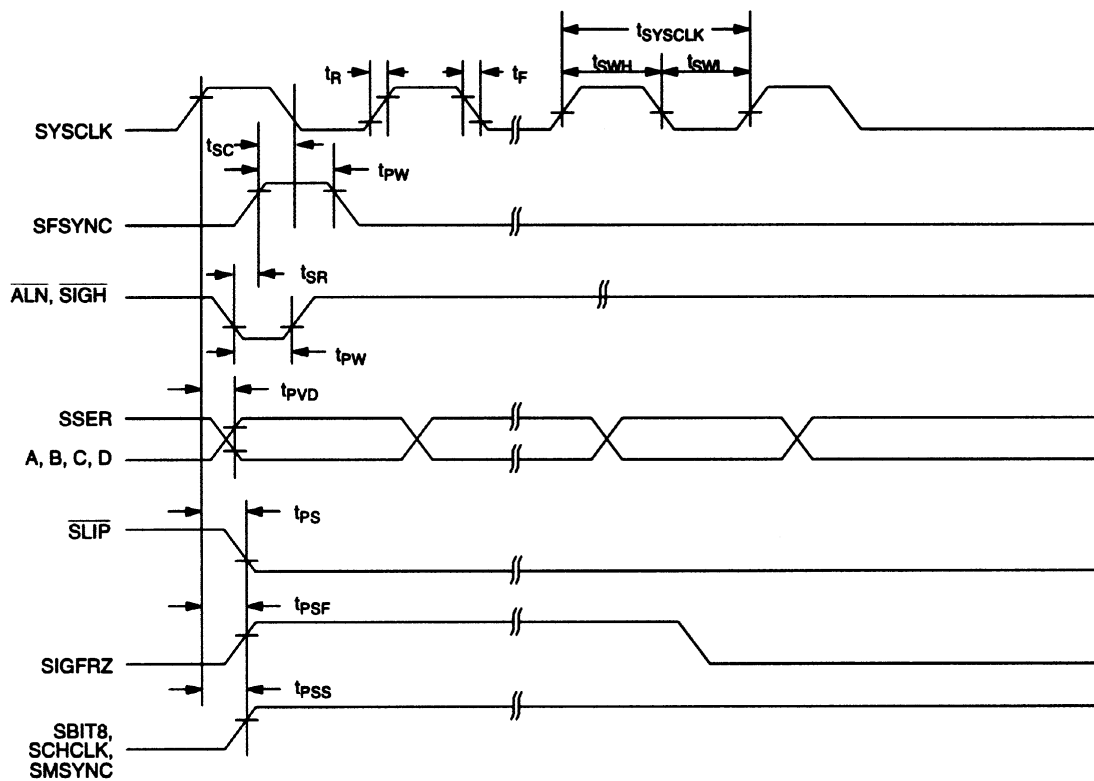 tSYSCLK
tR
tF
tSWH
tSWL
SYSCLK
tSC
tPW
SFSYNC
tSR
ALN, SIGH
tPW
tPVD
SSER
A, B, C, D
tPS
SLIP
tPSF
SIGFRZ
tPSS
SBIT8,
SCHCLK,
SMSYNC